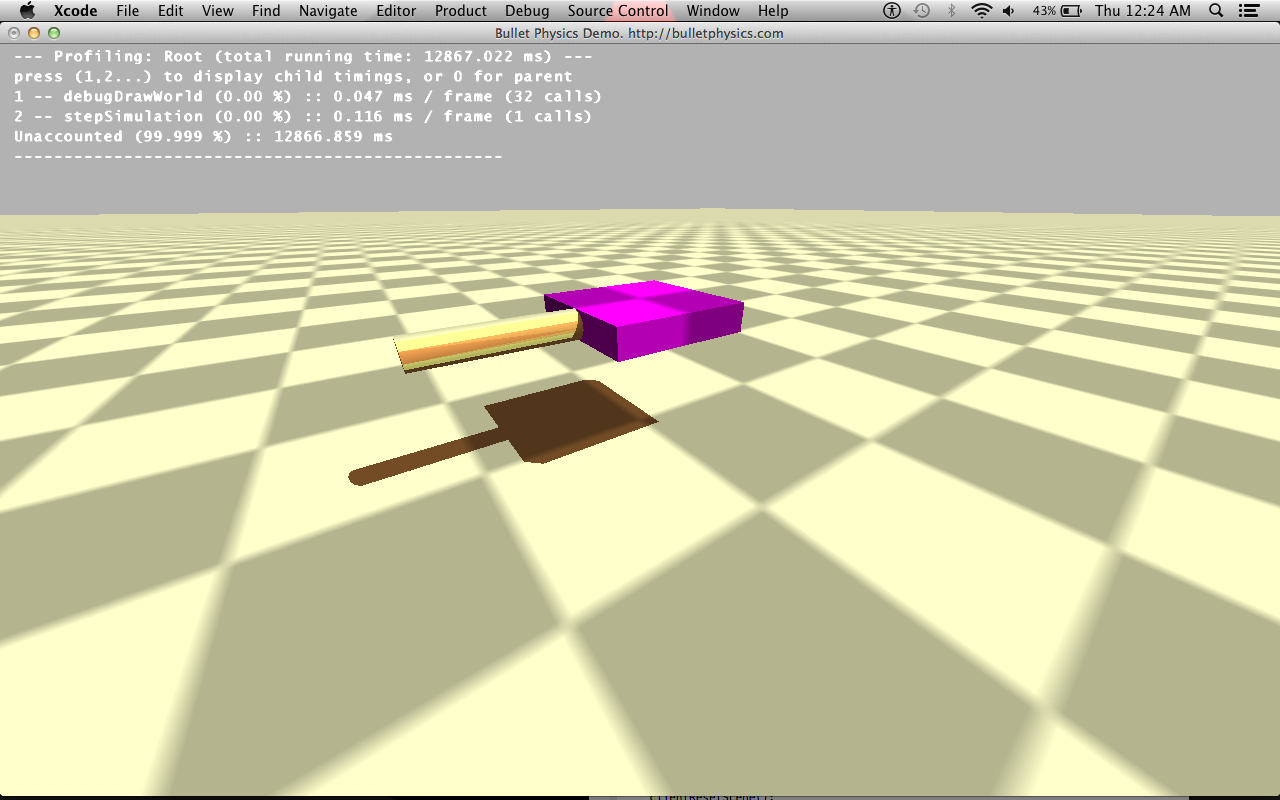 Xcode File Edit View Find Navigate Editor Product Debug Source Control Window Help 43% Thu 12:24 AM
Bullet Physics Demo. http://bulletphysics.com
--- Profiling: Root (total running time: 12867.022 ms) ---
press (1,2...) to display child timings, or 0 for parent
1 -- debugDrawWorld (0.00 %) :: 0.047 ms / frame (32 calls)
2 -- stepSimulation (0.00 %) :: 0.116 ms / frame (1 calls)
Unaccounted (99.999 %) :: 12866.859 ms
-------------------------------------------------